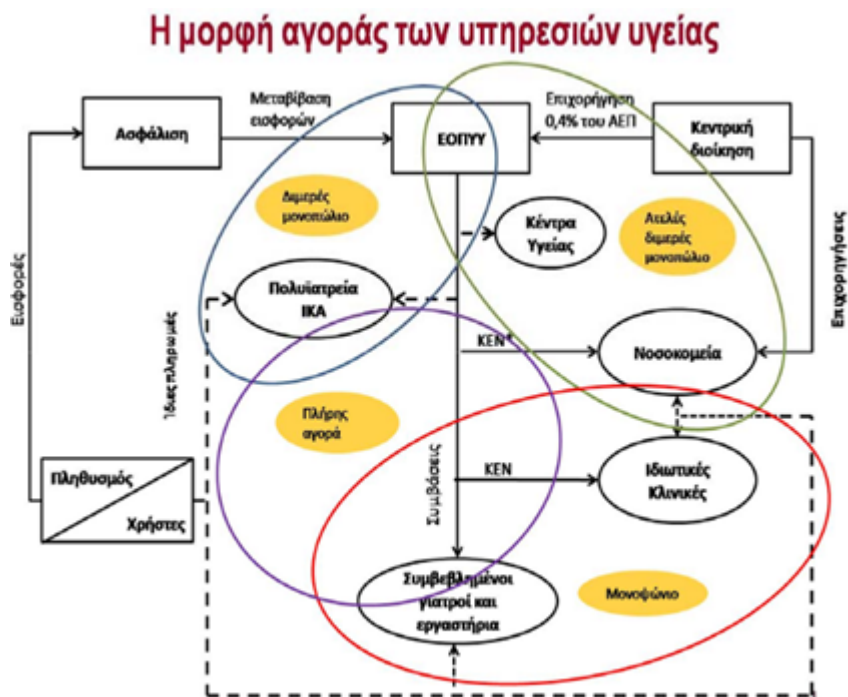 Η μορφή αγοράς των υπηρεσιών υγείας
Μεταβίβαση
εισφορών
Επιχορήγηση
0,4% του ΑΕΠ
Ασφάλιση
ΕΟΠΥΥ
Κεντρική
διοίκηση
Διμερές
μονοπώλιο
Κέντρα
Υγείας
Ατελές
διμερές
μονοπώλιο
Εισφορές
Πολυϊατρεία
ΙΚΑ
Επιχορηγήσεις
Ίδιες πληρωμές
ΚΕΝ*
Νοσοκομεία
Πλήρης
αγορά
Συμβάσεις
ΚΕΝ
Ιδιωτικές
Κλινικές
Πληθυσμός
Χρήστες
Συμβεβλημένοι
γιατροί και
εργαστήρια
Μονοψώνιο